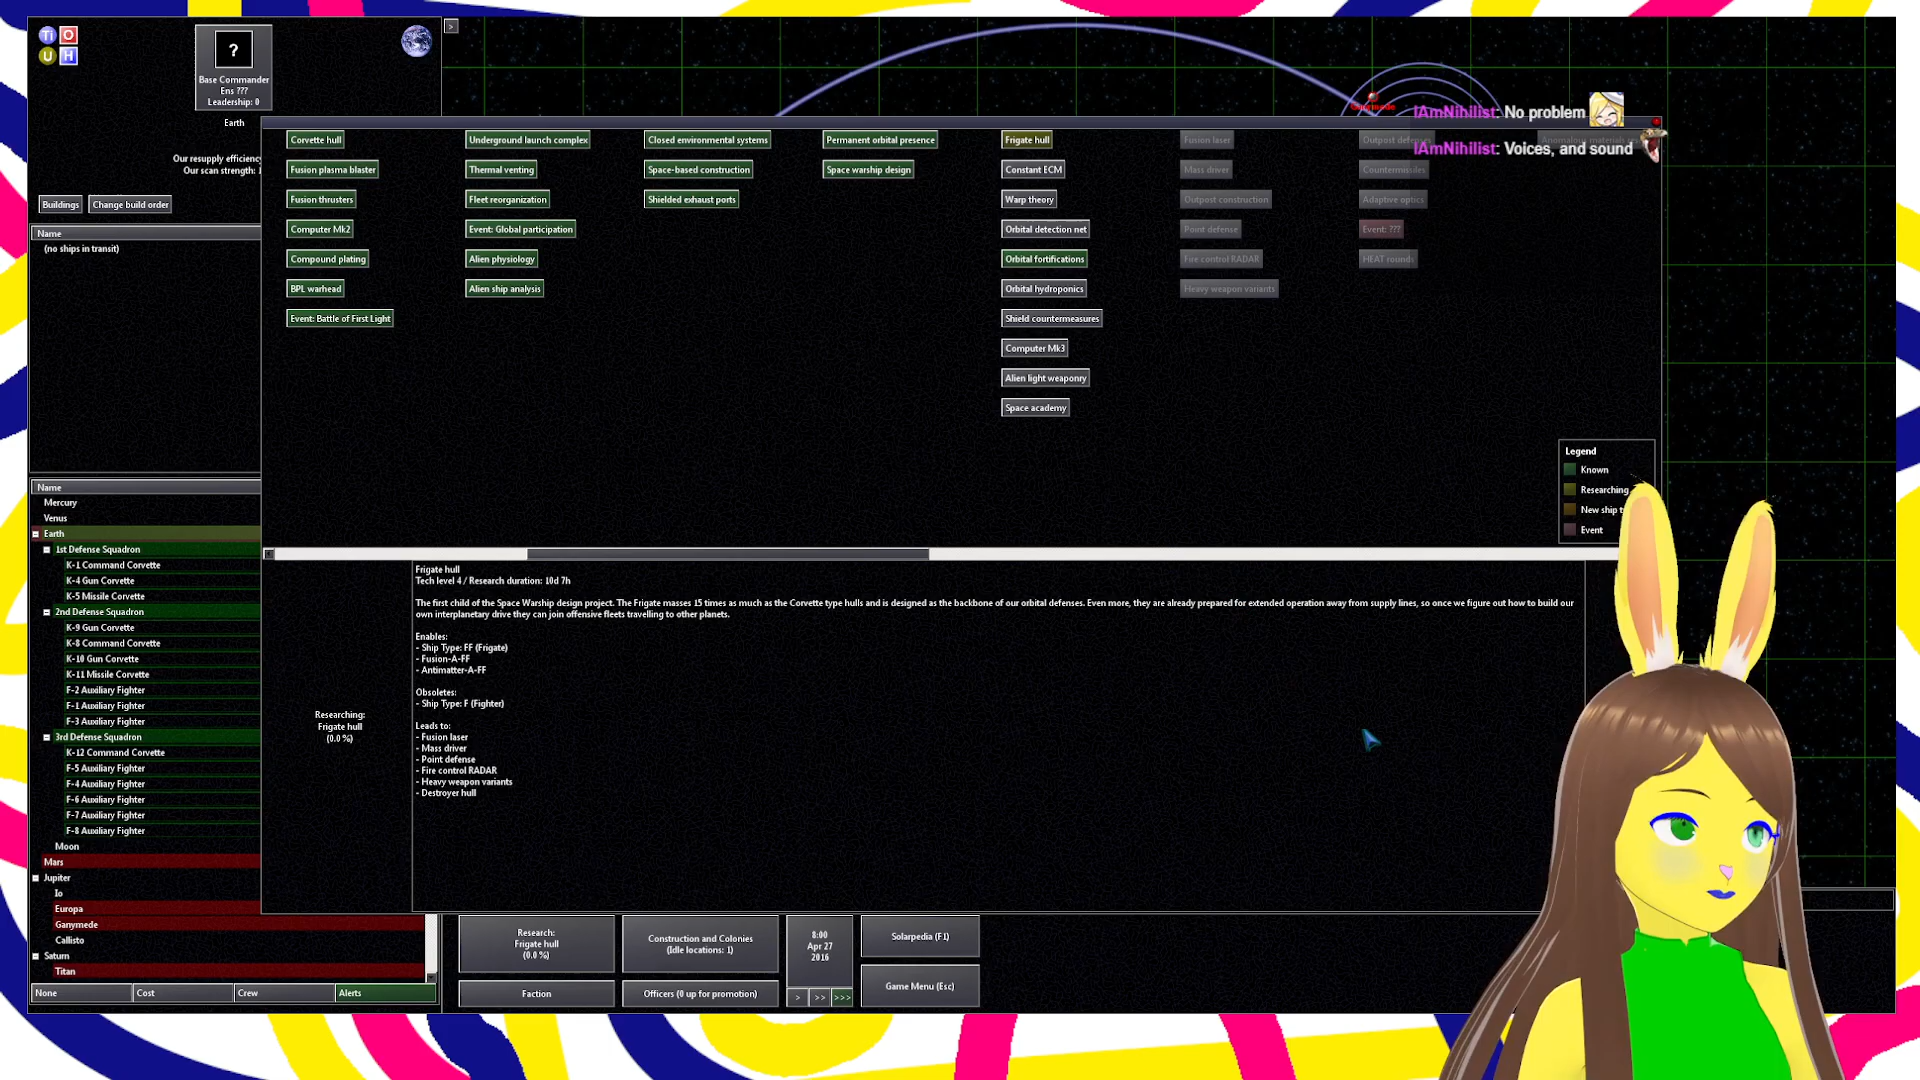 Ti O
U H
?
Base Commander
Ens ???
Leadership: 0
Earth
Our resupply efficiency
Our scan strength:
Buildings
Change build order
Name
(no ships in transit)
Name
Mercury
Venus
Earth
1st Defense Squadron
K-1 Command Corvette
K-4 Gun Corvette
K-5 Missile Corvette
2nd Defense Squadron
K-9 Gun Corvette
K-8 Command Corvette
K-10 Gun Corvette
K-11 Missile Corvette
F-2 Auxiliary Fighter
F-1 Auxiliary Fighter
F-3 Auxiliary Fighter
3rd Defense Squadron
K-12 Command Corvette
F-5 Auxiliary Fighter
F-4 Auxiliary Fighter
F-6 Auxiliary Fighter
F-7 Auxiliary Fighter
F-8 Auxiliary Fighter
Moon
Mars
Jupiter
Io
Europa
Ganymede
Callisto
Saturn
Titan
None
Cost
Crew
Alerts
>
IAmNihilist: No problem
IAmNihilist: Voices, and sound
Corvette hull
Fusion plasma blaster
Fusion thrusters
Computer Mk2
Compound plating
BPL warhead
Event: Battle of First Light
Underground launch complex
Thermal venting
Fleet reorganization
Event: Global participation
Alien physiology
Alien ship analysis
Closed environmental systems
Space-based construction
Shielded exhaust ports
Permanent orbital presence
Space warship design
Frigate hull
Constant ECM
Warp theory
Orbital detection net
Orbital fortifications
Orbital hydroponics
Shield countermeasures
Computer Mk3
Alien light weaponry
Space academy
Fusion laser
Mass driver
Outpost construction
Point defense
Fire control RADAR
Heavy weapon variants
Outpost defenses
Countermissiles
Adaptive optics
Event: ???
HEAT rounds
Legend
Known
Researching
New ship
Event
Researching:
Frigate hull
(0.0 %)
Frigate hull
Tech level 4 / Research duration: 10d 7h
The first child of the Space Warship design project. The Frigate masses 15 times as much as the Corvette type hulls and is designed as the backbone of our orbital defenses. Even more, they are already prepared for extended operation away from supply lines, so once we figure out how to build our
own interplanetary drive they can join offensive fleets travelling to other planets.
Enables:
- Ship Type: FF (Frigate)
- Fusion-A-FF
- Antimatter-A-FF
Obsoletes:
- Ship Type: F (Fighter)
Leads to:
- Fusion laser
- Mass driver
- Point defense
- Fire control RADAR
- Heavy weapon variants
- Destroyer hull
Research:
Frigate hull
(0.0 %)
Faction
Construction and Colonies
(Idle locations: 1)
Officers (0 up for promotion)
8:00
Apr 27
2016
> >> >>>
Solarpedia (F1)
Game Menu (Esc)